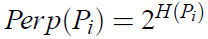 Perp(P_i) = 2^{H(P_i)}